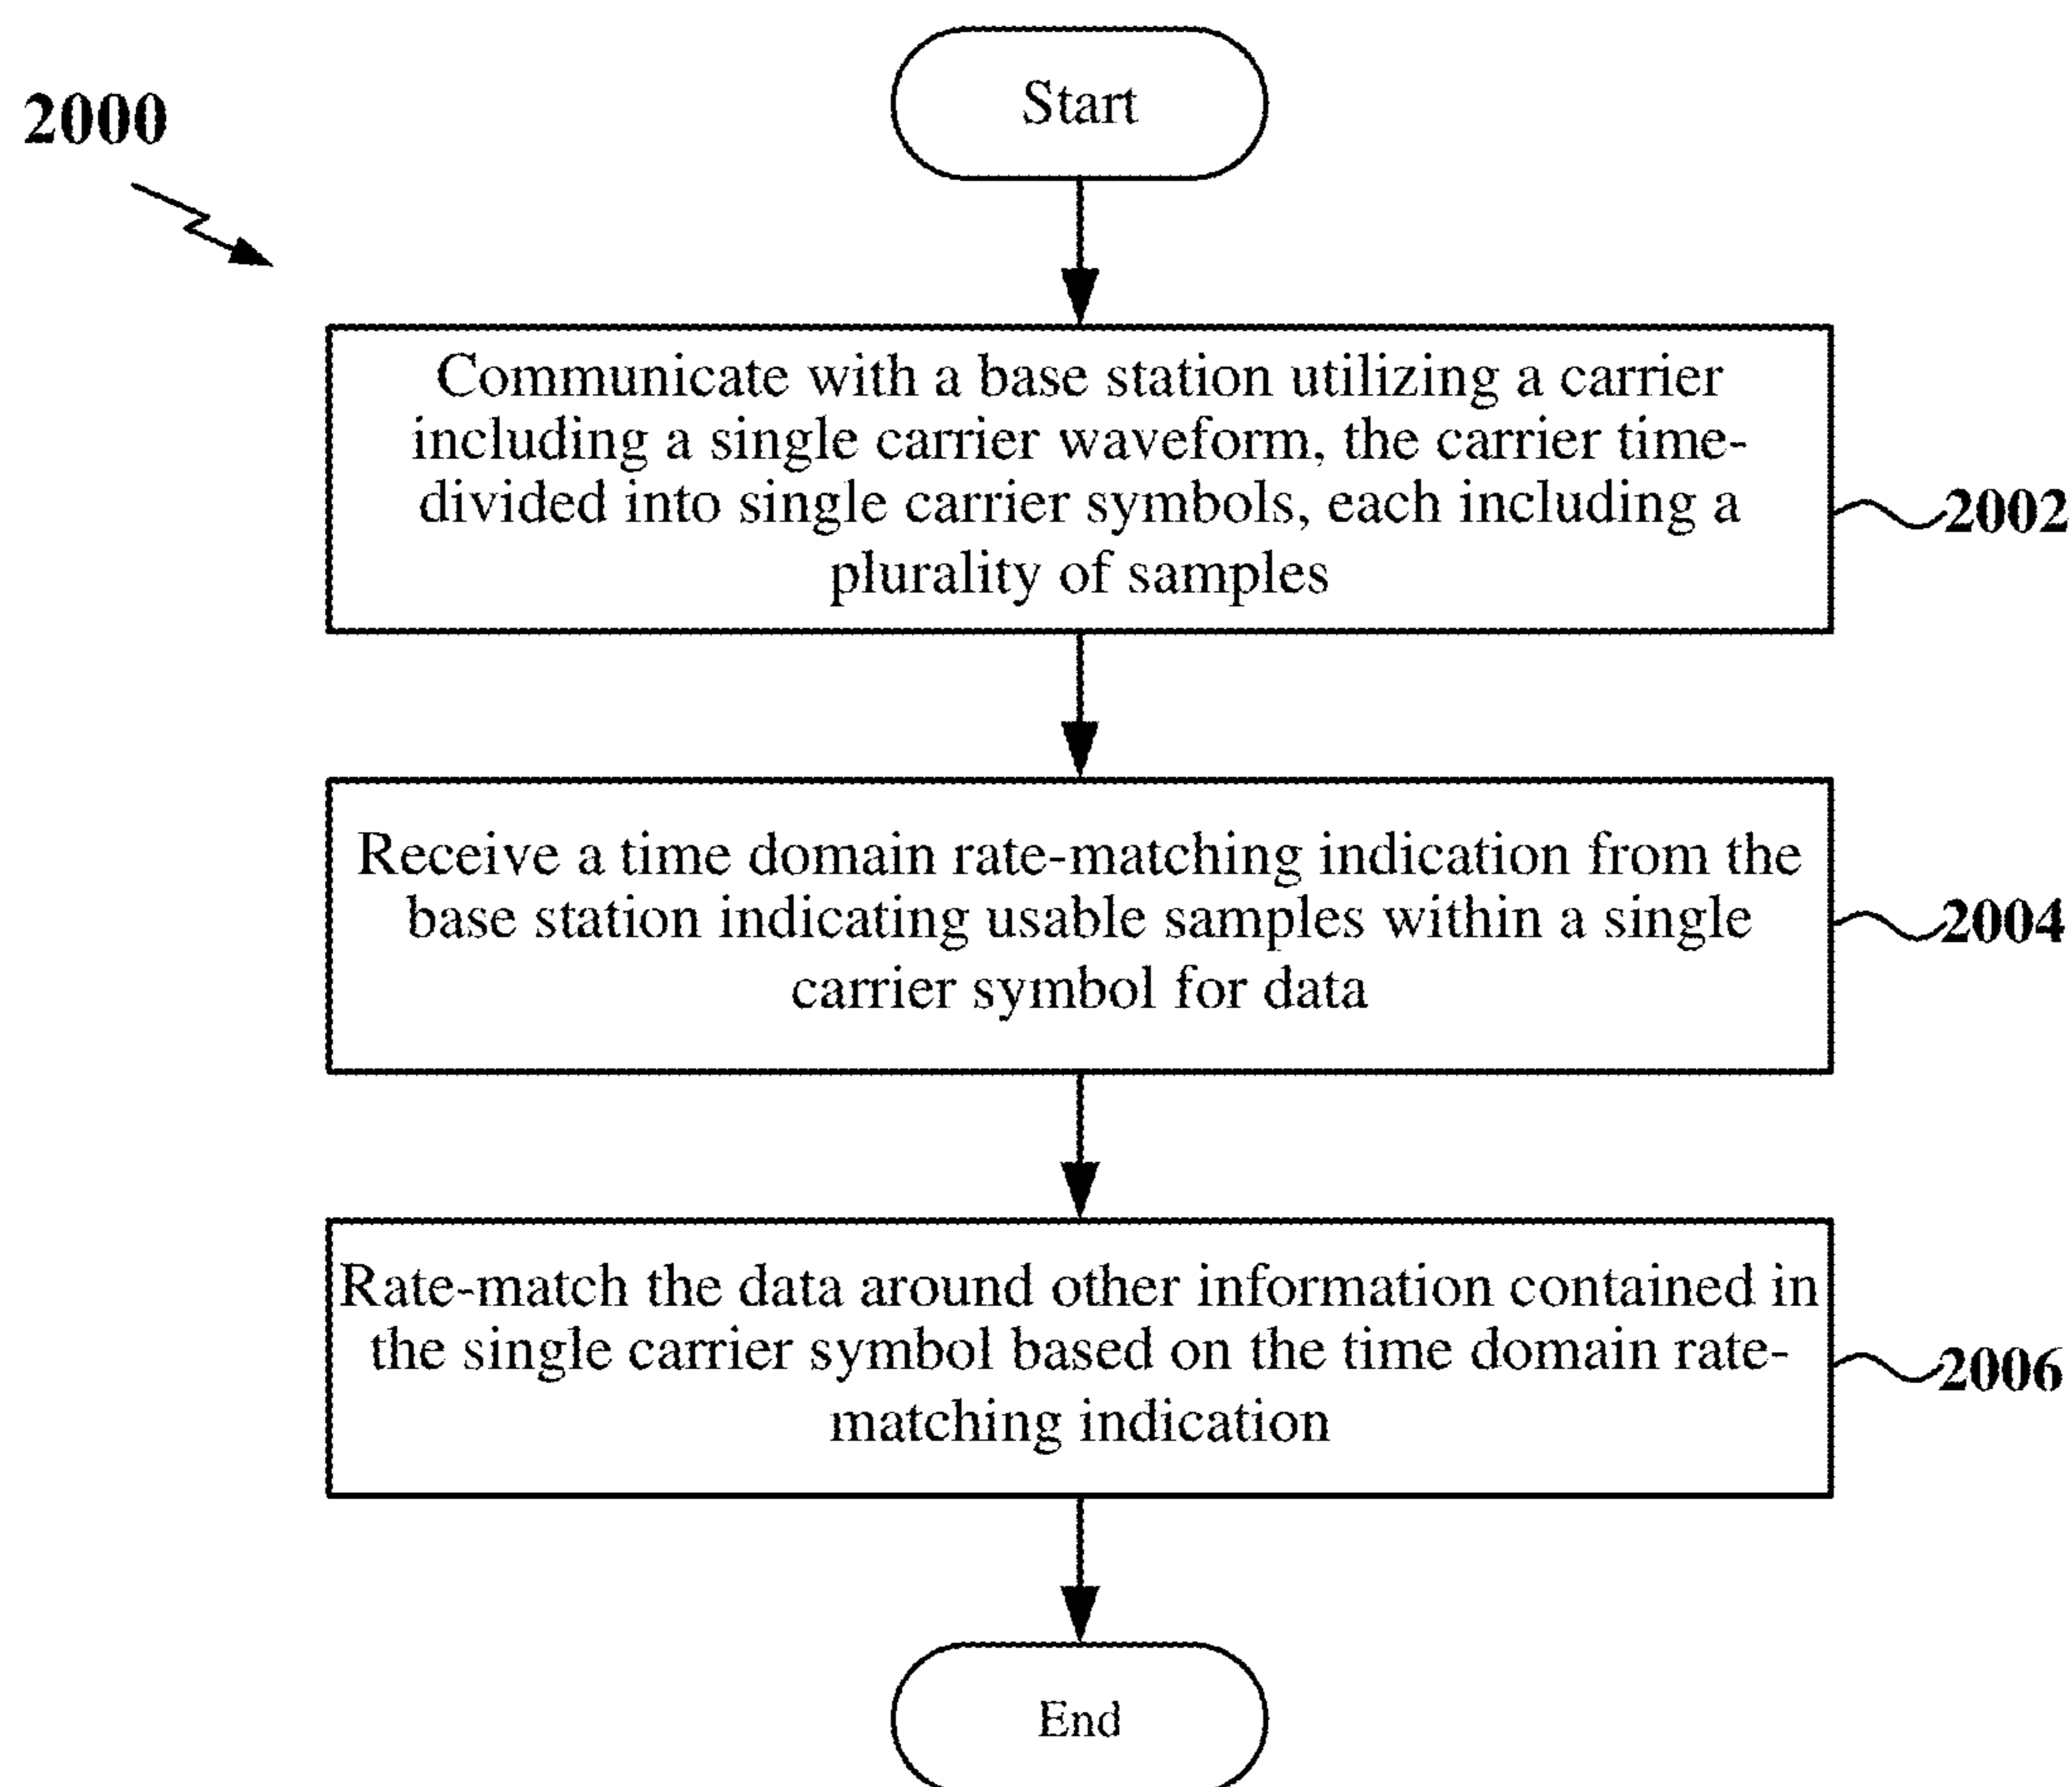 2000
Start
Communicate with a base station utilizing a carrier
including a single carrier waveform, the carrier time-
divided into single carrier symbols, each including a
plurality of samples
2002
Receive a time domain rate-matching indication from the
base station indicating usable samples within a single
carrier symbol for data
2004
Rate-match the data around other information contained in
the single carrier symbol based on the time domain rate-
matching indication
2006
End